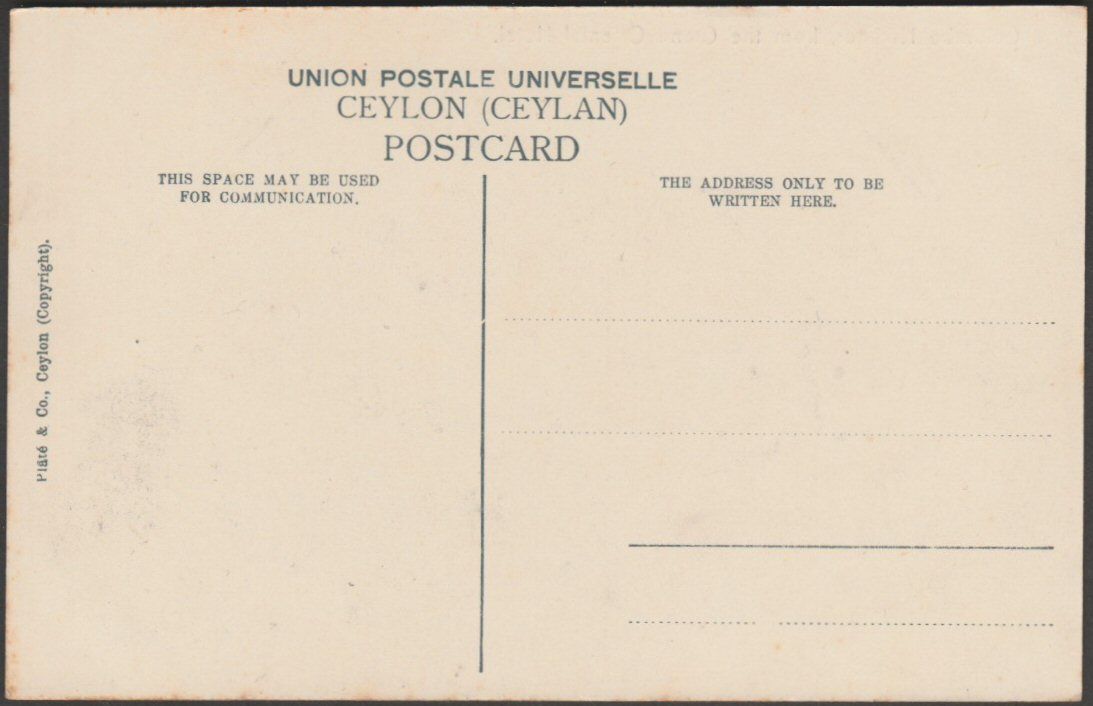 UNION POSTALE UNIVERSELLE
CEYLON (CEYLAN)
POSTCARD
THIS SPACE MAY BE USED
FOR COMMUNICATION.
THE ADDRESS ONLY TO BE
WRITTEN HERE.
Plâté & Co., Ceylon (Copyright).